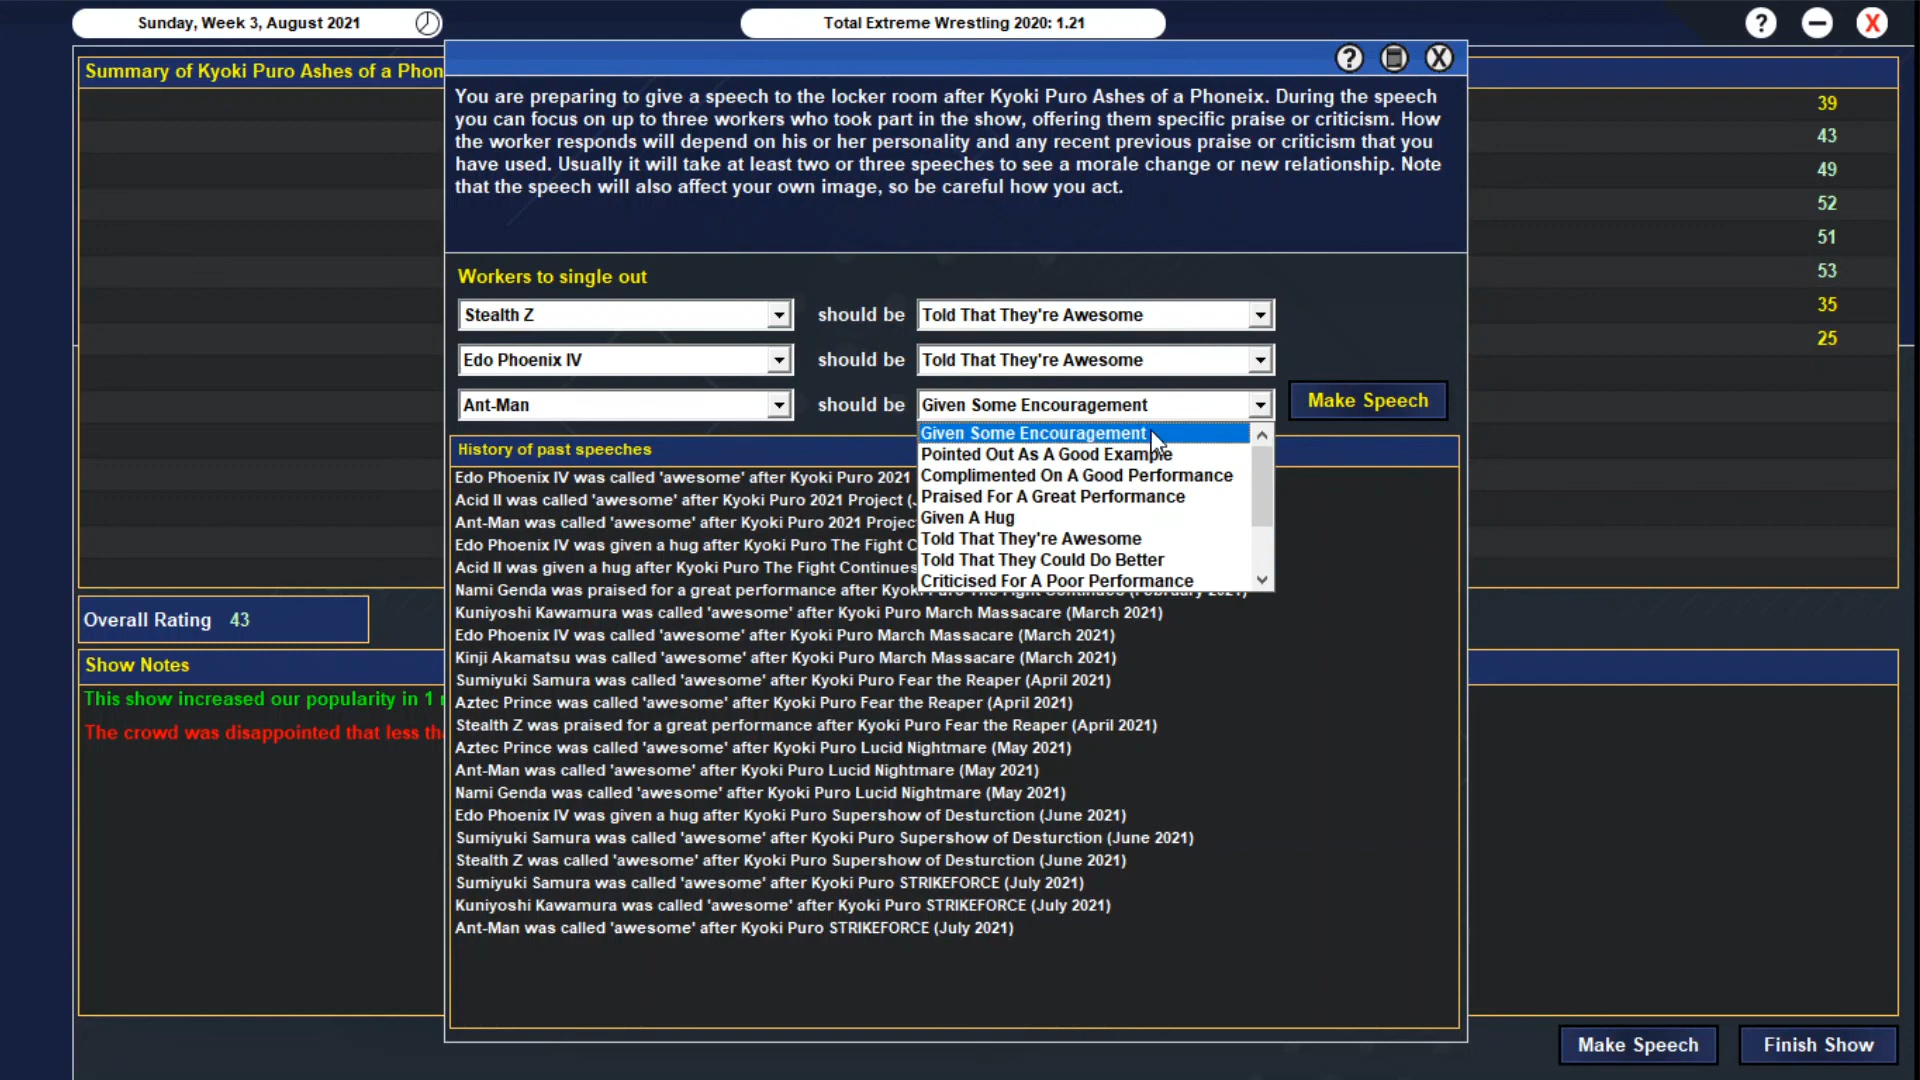 Sunday, Week 3, August 2021
Total Extreme Wrestling 2020: 1.21
?
X
Summary of Kyoki Puro Ashes of a Phon
? X
You are preparing to give a speech to the locker room after Kyoki Puro Ashes of a Phoneix. During the speech
you can focus on up to three workers who took part in the show, offering them specific praise or criticism. How
the worker responds will depend on his or her personality and any recent previous praise or criticism that you
have used. Usually it will take at least two or three speeches to see a morale change or new relationship. Note
that the speech will also affect your own image, so be careful how you act.
39
43
49
52
51
53
35
25
Workers to single out
Stealth Z should be Told That They're Awesome
Edo Phoenix IV should be Told That They're Awesome
Ant-Man should be Given Some Encouragement
Make Speech
Given Some Encouragement
Pointed Out As A Good Example
Complimented On A Good Performance
Praised For A Great Performance
Given A Hug
Told That They're Awesome
Told That They Could Do Better
Criticised For A Poor Performance
History of past speeches
Edo Phoenix IV was called 'awesome' after Kyoki Puro 2021
Acid II was called 'awesome' after Kyoki Puro 2021 Project (
Ant-Man was called 'awesome' after Kyoki Puro 2021 Projec
Edo Phoenix IV was given a hug after Kyoki Puro The Fight C
Acid II was given a hug after Kyoki Puro The Fight Continues
Nami Genda was praised for a great performance after Kyoki Puro The Fight Continues (February 2021)
Kuniyoshi Kawamura was called 'awesome' after Kyoki Puro March Massacare (March 2021)
Edo Phoenix IV was called 'awesome' after Kyoki Puro March Massacare (March 2021)
Kinji Akamatsu was called 'awesome' after Kyoki Puro March Massacare (March 2021)
Sumiyuki Samura was called 'awesome' after Kyoki Puro Fear the Reaper (April 2021)
Aztec Prince was called 'awesome' after Kyoki Puro Fear the Reaper (April 2021)
Stealth Z was praised for a great performance after Kyoki Puro Fear the Reaper (April 2021)
Aztec Prince was called 'awesome' after Kyoki Puro Lucid Nightmare (May 2021)
Ant-Man was called 'awesome' after Kyoki Puro Lucid Nightmare (May 2021)
Nami Genda was called 'awesome' after Kyoki Puro Lucid Nightmare (May 2021)
Edo Phoenix IV was given a hug after Kyoki Puro Supershow of Desturction (June 2021)
Sumiyuki Samura was called 'awesome' after Kyoki Puro Supershow of Desturction (June 2021)
Stealth Z was called 'awesome' after Kyoki Puro Supershow of Desturction (June 2021)
Sumiyuki Samura was called 'awesome' after Kyoki Puro STRIKEFORCE (July 2021)
Kuniyoshi Kawamura was called 'awesome' after Kyoki Puro STRIKEFORCE (July 2021)
Ant-Man was called 'awesome' after Kyoki Puro STRIKEFORCE (July 2021)
Overall Rating 43
Show Notes
This show increased our popularity in 1
The crowd was disappointed that less th
Make Speech
Finish Show